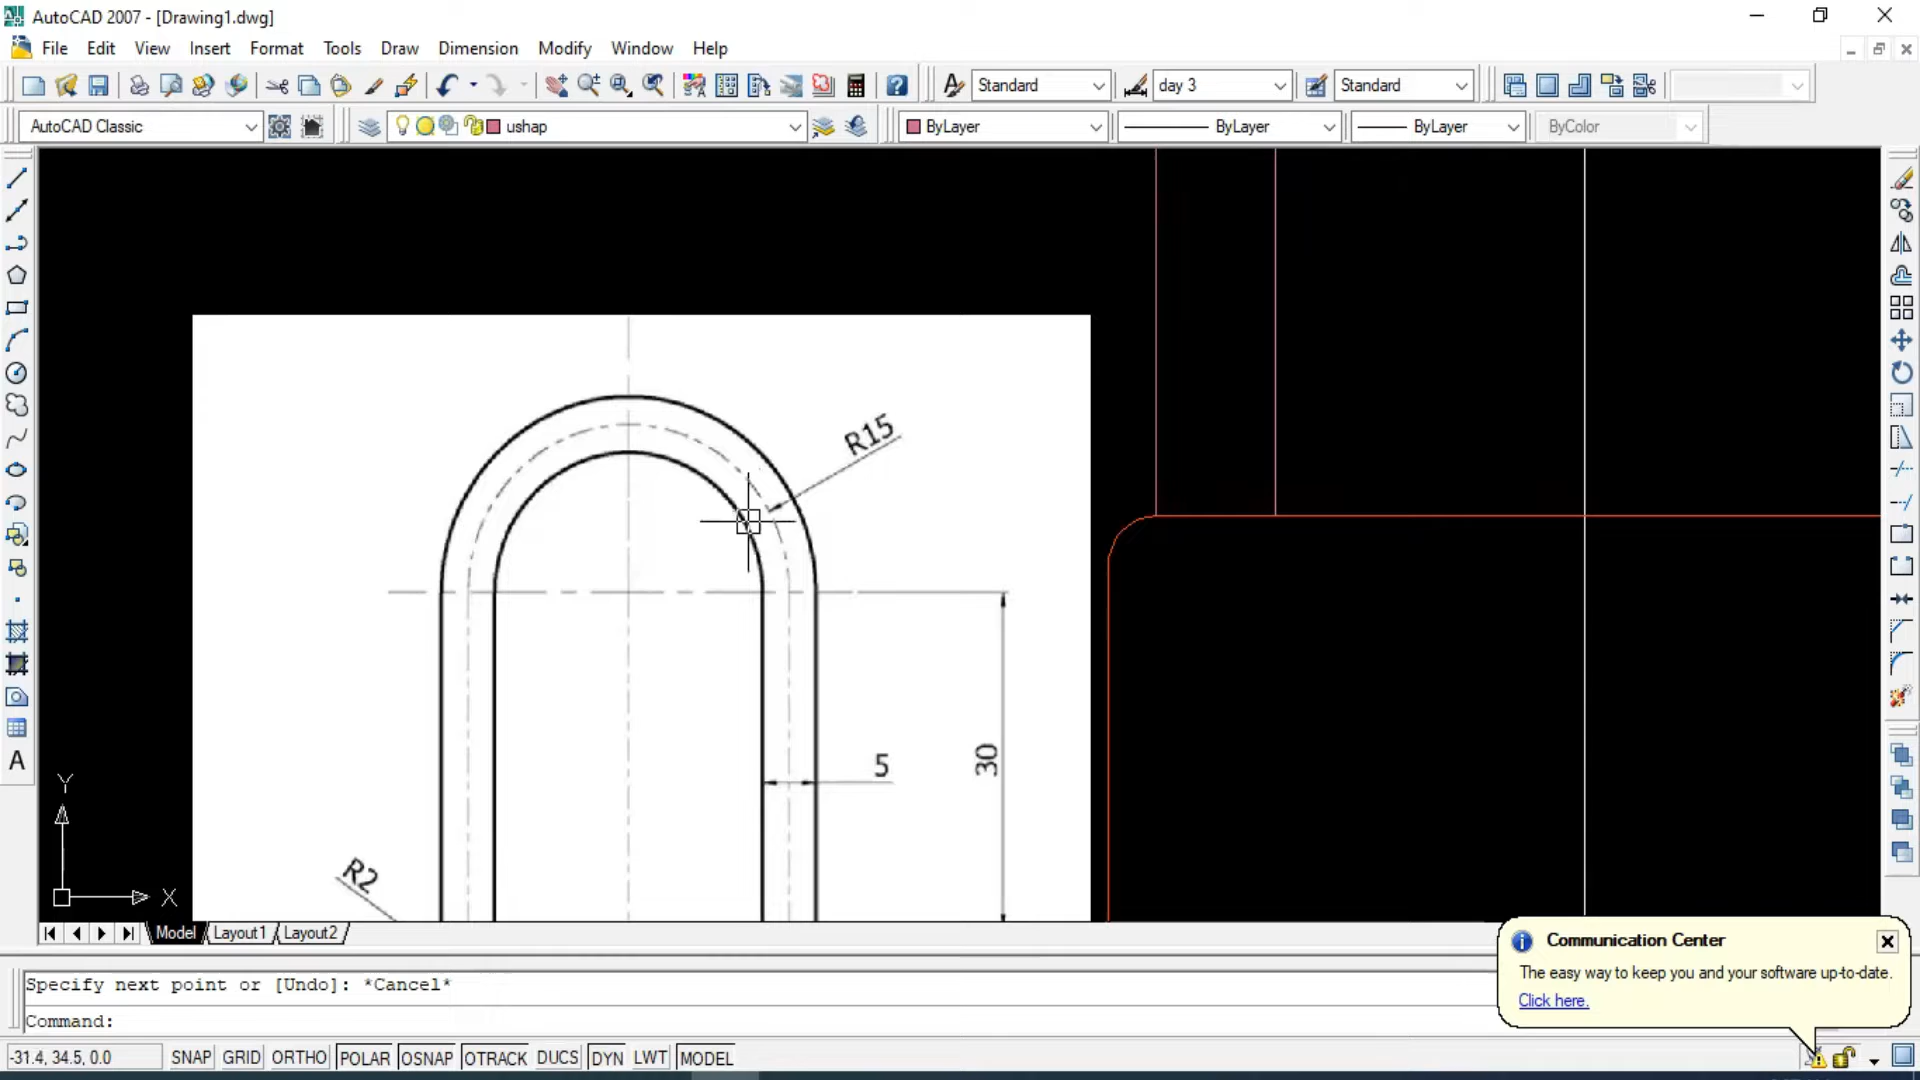 AutoCAD 2007 - [Drawing1.dwg]
File Edit View Insert Format Tools Draw Dimension Modify Window Help
Standard day 3 Standard
AutoCAD Classic ushap ByLayer ByLayer ByLayer ByColor
R15
5
30
R2
Y
X
Model Layout1 Layout2
Communication Center
The easy way to keep you and your software up-to-date.
Click here.
Specify next point or [Undo]: *Cancel*
Command:
-31.4, 34.5, 0.0 SNAP GRID ORTHO POLAR OSNAP OTRACK DUCS DYN LWT MODEL